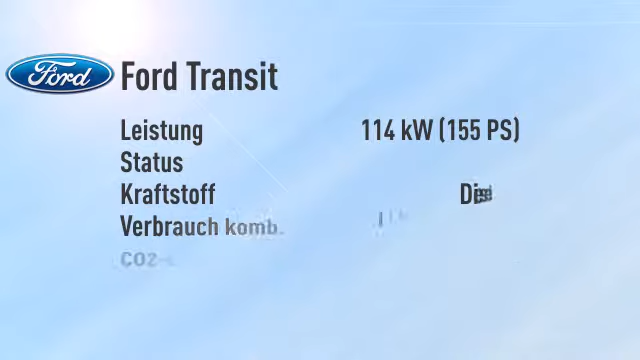 Ford
Ford Transit
Leistung 114 kW (155 PS)
Status
Kraftstoff
Verbrauch komb.